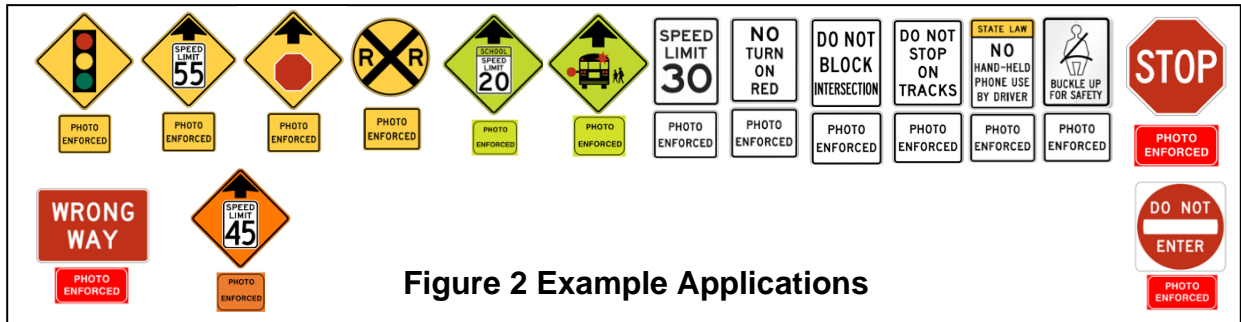 SPEED
LIMIT
55
R R
SCHOOL
SPEED
LIMIT
20
SPEED
LIMIT
30
NO
TURN
ON
RED
DO NOT
BLOCK
INTERSECTION
DO NOT
STOP
ON
TRACKS
STATE LAW
NO
HAND-HELD
PHONE USE
BY DRIVER
BUCKLE UP
FOR SAFETY
STOP
PHOTO
ENFORCED
PHOTO
ENFORCED
PHOTO
ENFORCED
PHOTO
ENFORCED
PHOTO
ENFORCED
PHOTO
ENFORCED
PHOTO
ENFORCED
PHOTO
ENFORCED
PHOTO
ENFORCED
PHOTO
ENFORCED
PHOTO
ENFORCED
PHOTO
ENFORCED
PHOTO
ENFORCED
WRONG
WAY
PHOTO
ENFORCED
SPEED
LIMIT
45
PHOTO
ENFORCED
DO NOT
ENTER
PHOTO
ENFORCED
Figure 2 Example Applications